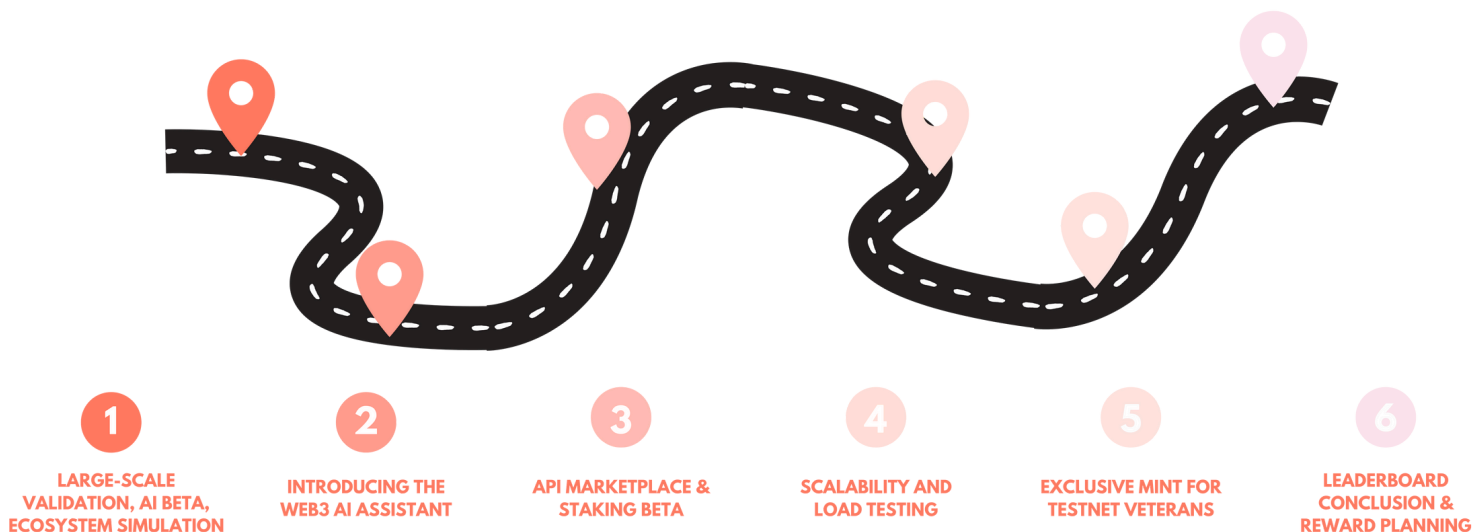 1
LARGE-SCALE
VALIDATION, AI BETA,
ECOSYSTEM SIMULATION
2
INTRODUCING THE
WEB3 AI ASSISTANT
3
API MARKETPLACE &
STAKING BETA
4
SCALABILITY AND
LOAD TESTING
5
EXCLUSIVE MINT FOR
TESTNET VETERANS
6
LEADERBOARD
CONCLUSION &
REWARD PLANNING